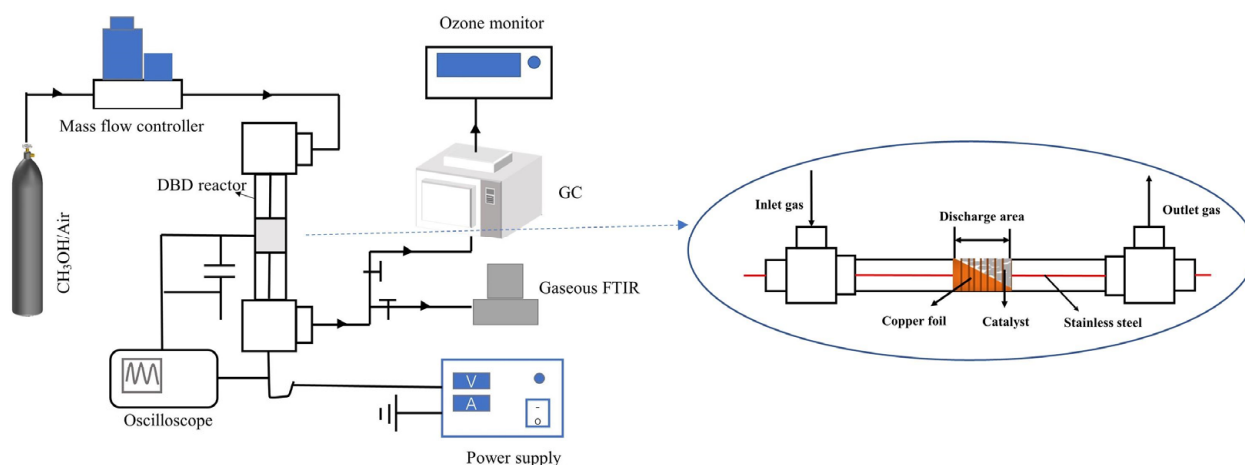 Ozone monitor
Mass flow controller
DBD reactor
CH₃OH/Air
GC
Gaseous FTIR
Oscilloscope
V
A
-
o
Power supply
Inlet gas
Discharge area
Outlet gas
Copper foil
Catalyst
Stainless steel